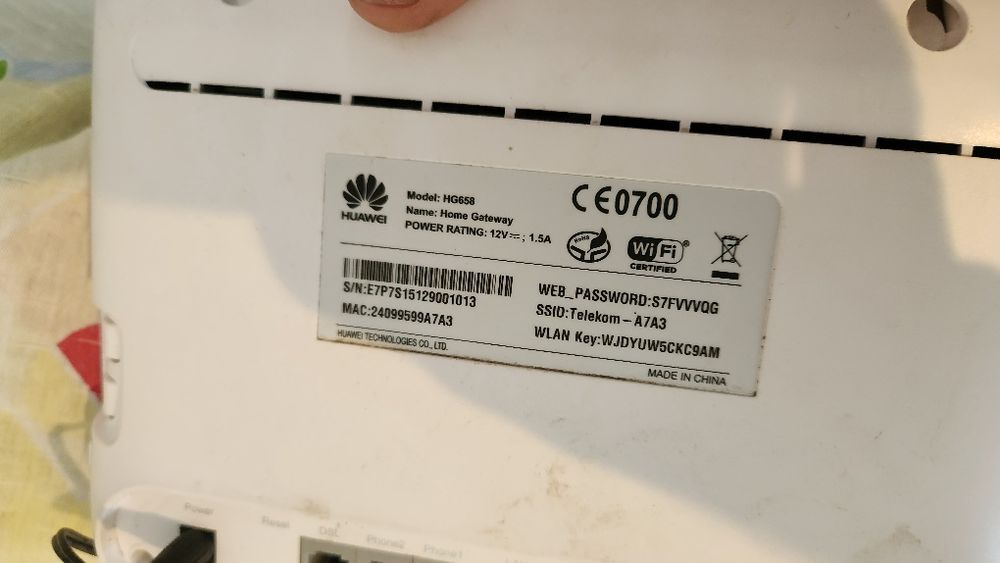 HUAWEI
Model: HG658
Name: Home Gateway
POWER RATING: 12V⎓; 1.5A
CE0700
RoHS
WiFi®
CERTIFIED
S/N:E7P7S15129001013
MAC:24099599A7A3
WEB_PASSWORD:S7FVVVQG
SSID:Telekom-A7A3
WLAN Key:WJDYUW5CKC9AM
HUAWEI TECHNOLOGIES CO., LTD.
MADE IN CHINA
Power
Reset
DSL
Phone2
Phone1